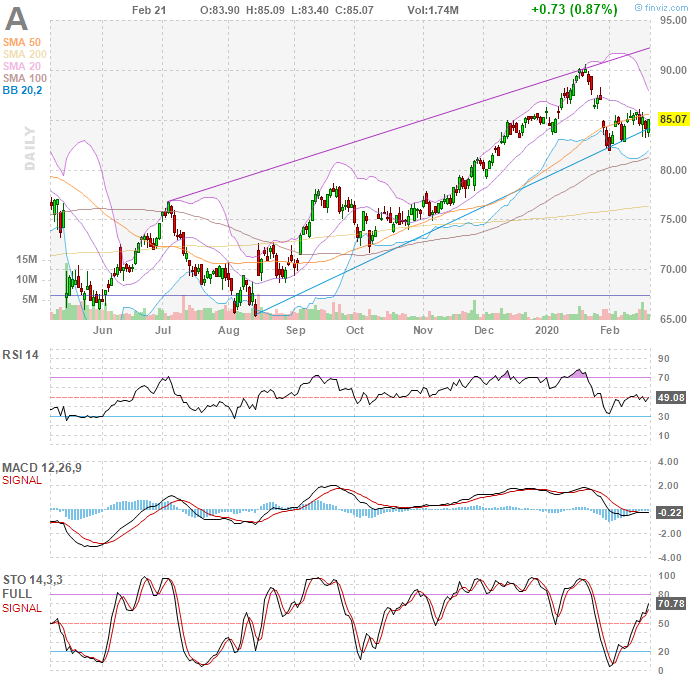 A
Feb 21 O:83.90 H:85.09 L:83.40 C:85.07 Vol:1.74M +0.73 (0.87%)
© finviz.com
SMA 50
SMA 200
SMA 20
SMA 100
BB 20,2
DAILY
95.00
90.00
85.07
85.00
80.00
75.00
70.00
65.00
15M
10M
5M
Jun Jul Aug Sep Oct Nov Dec 2020 Feb
RSI 14
90
70
49.08
30
10
MACD 12,26,9
SIGNAL
4.00
2.00
-0.22
-2.00
-4.00
STO 14,3,3
FULL
SIGNAL
100
80
70.78
50
20
0